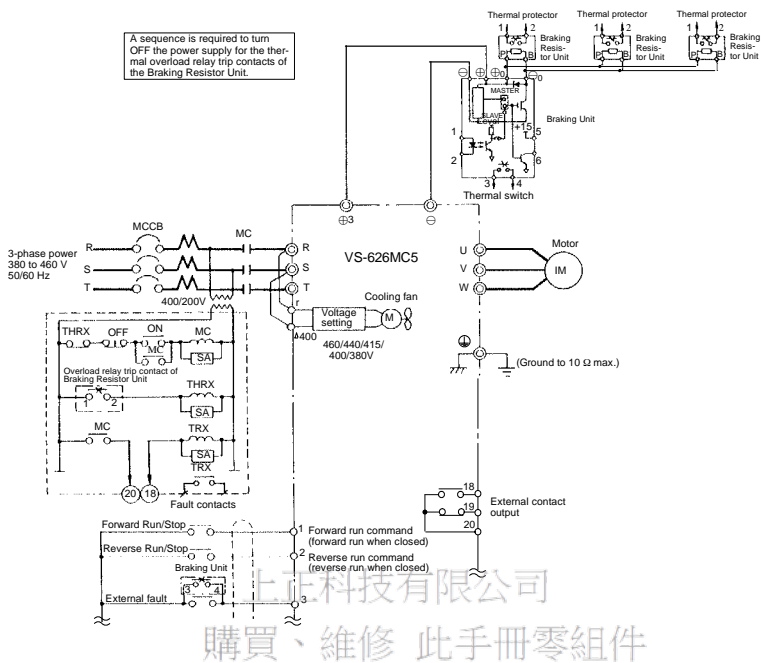 A sequence is required to turn
OFF the power supply for the ther-
mal overload relay trip contacts of
the Braking Resistor Unit.
Thermal protector
Thermal protector
Thermal protector
1
2
1
2
1
2
Braking
Resis-
tor Unit
Braking
Resis-
tor Unit
Braking
Resis-
tor Unit
P
B
P
B
P
B
⊖
⊕
⊕0
⊖0
MASTER
SLAVE
+15
1
2
5
6
Braking Unit
3
4
Thermal switch
⊕3
⊖
MCCB
MC
3-phase power
380 to 460 V
50/60 Hz
R
S
T
R
S
T
VS-626MC5
U
V
W
Motor
IM
400/200V
r
400
Voltage
setting
Cooling fan
M
460/440/415/
400/380V
(Ground to 10 Ω max.)
THRX
OFF
ON
MC
MC
SA
Overload relay trip contact of
Braking Resistor Unit
1
2
THRX
SA
MC
TRX
SA
TRX
20
18
Fault contacts
18
19
20
External contact
output
Forward Run/Stop
1
Forward run command
(forward run when closed)
Reverse Run/Stop
2
Reverse run command
(reverse run when closed)
Braking Unit
3
4
External fault
3
上正科技有限公司
購買、維修 此手冊零組件